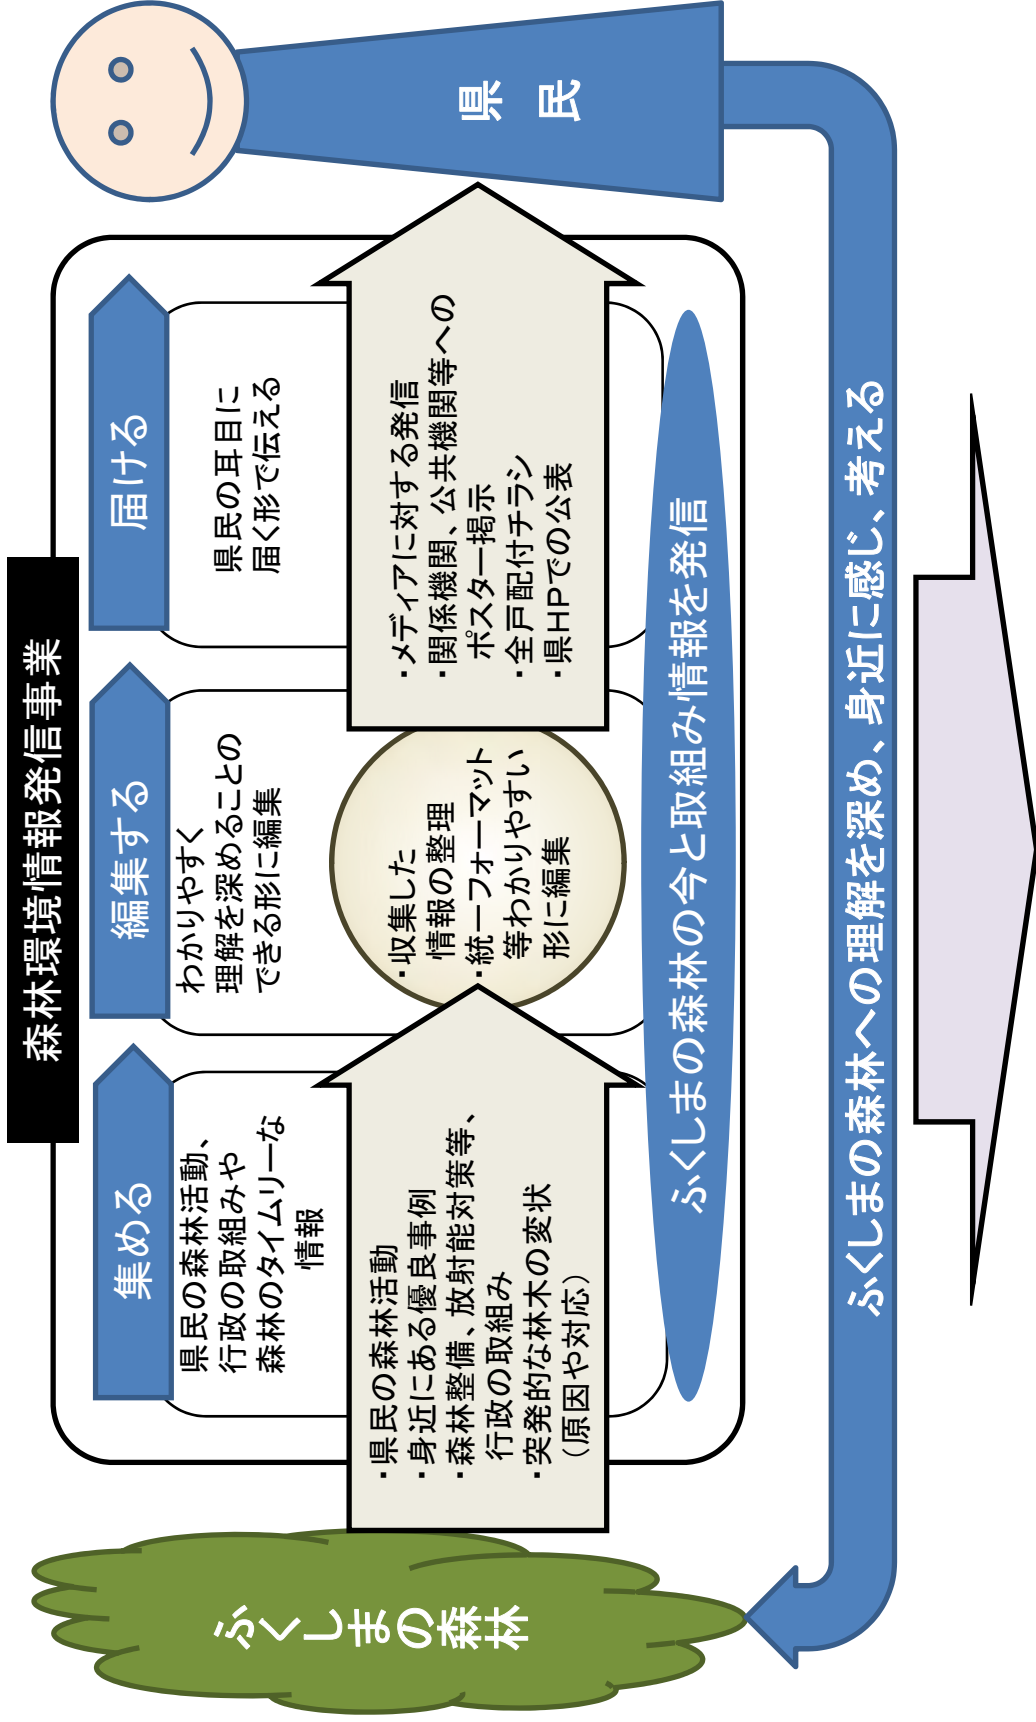 森林環境情報発信事業
ふくしまの森林
集める
県民の森林活動、
行政の取組みや
森林のタイムリーな
情報
・県民の森林活動
・身近にある優良事例
・森林整備、放射能対策等、
行政の取組み
・突発的な林木の変状
（原因や対応）
編集する
わかりやすく
理解を深めることの
できる形に編集
・収集した
情報の整理
・統一フォーマット
等わかりやすい
形に編集
届ける
県民の耳目に
届く形で伝える
・メディアに対する発信
・関係機関、公共機関等への
ポスター掲示
・全戸配付チラシ
・県HPでの公表
県民
ふくしまの森林の今と取組み情報を発信
ふくしまの森林への理解を深め、身近に感じ、考える